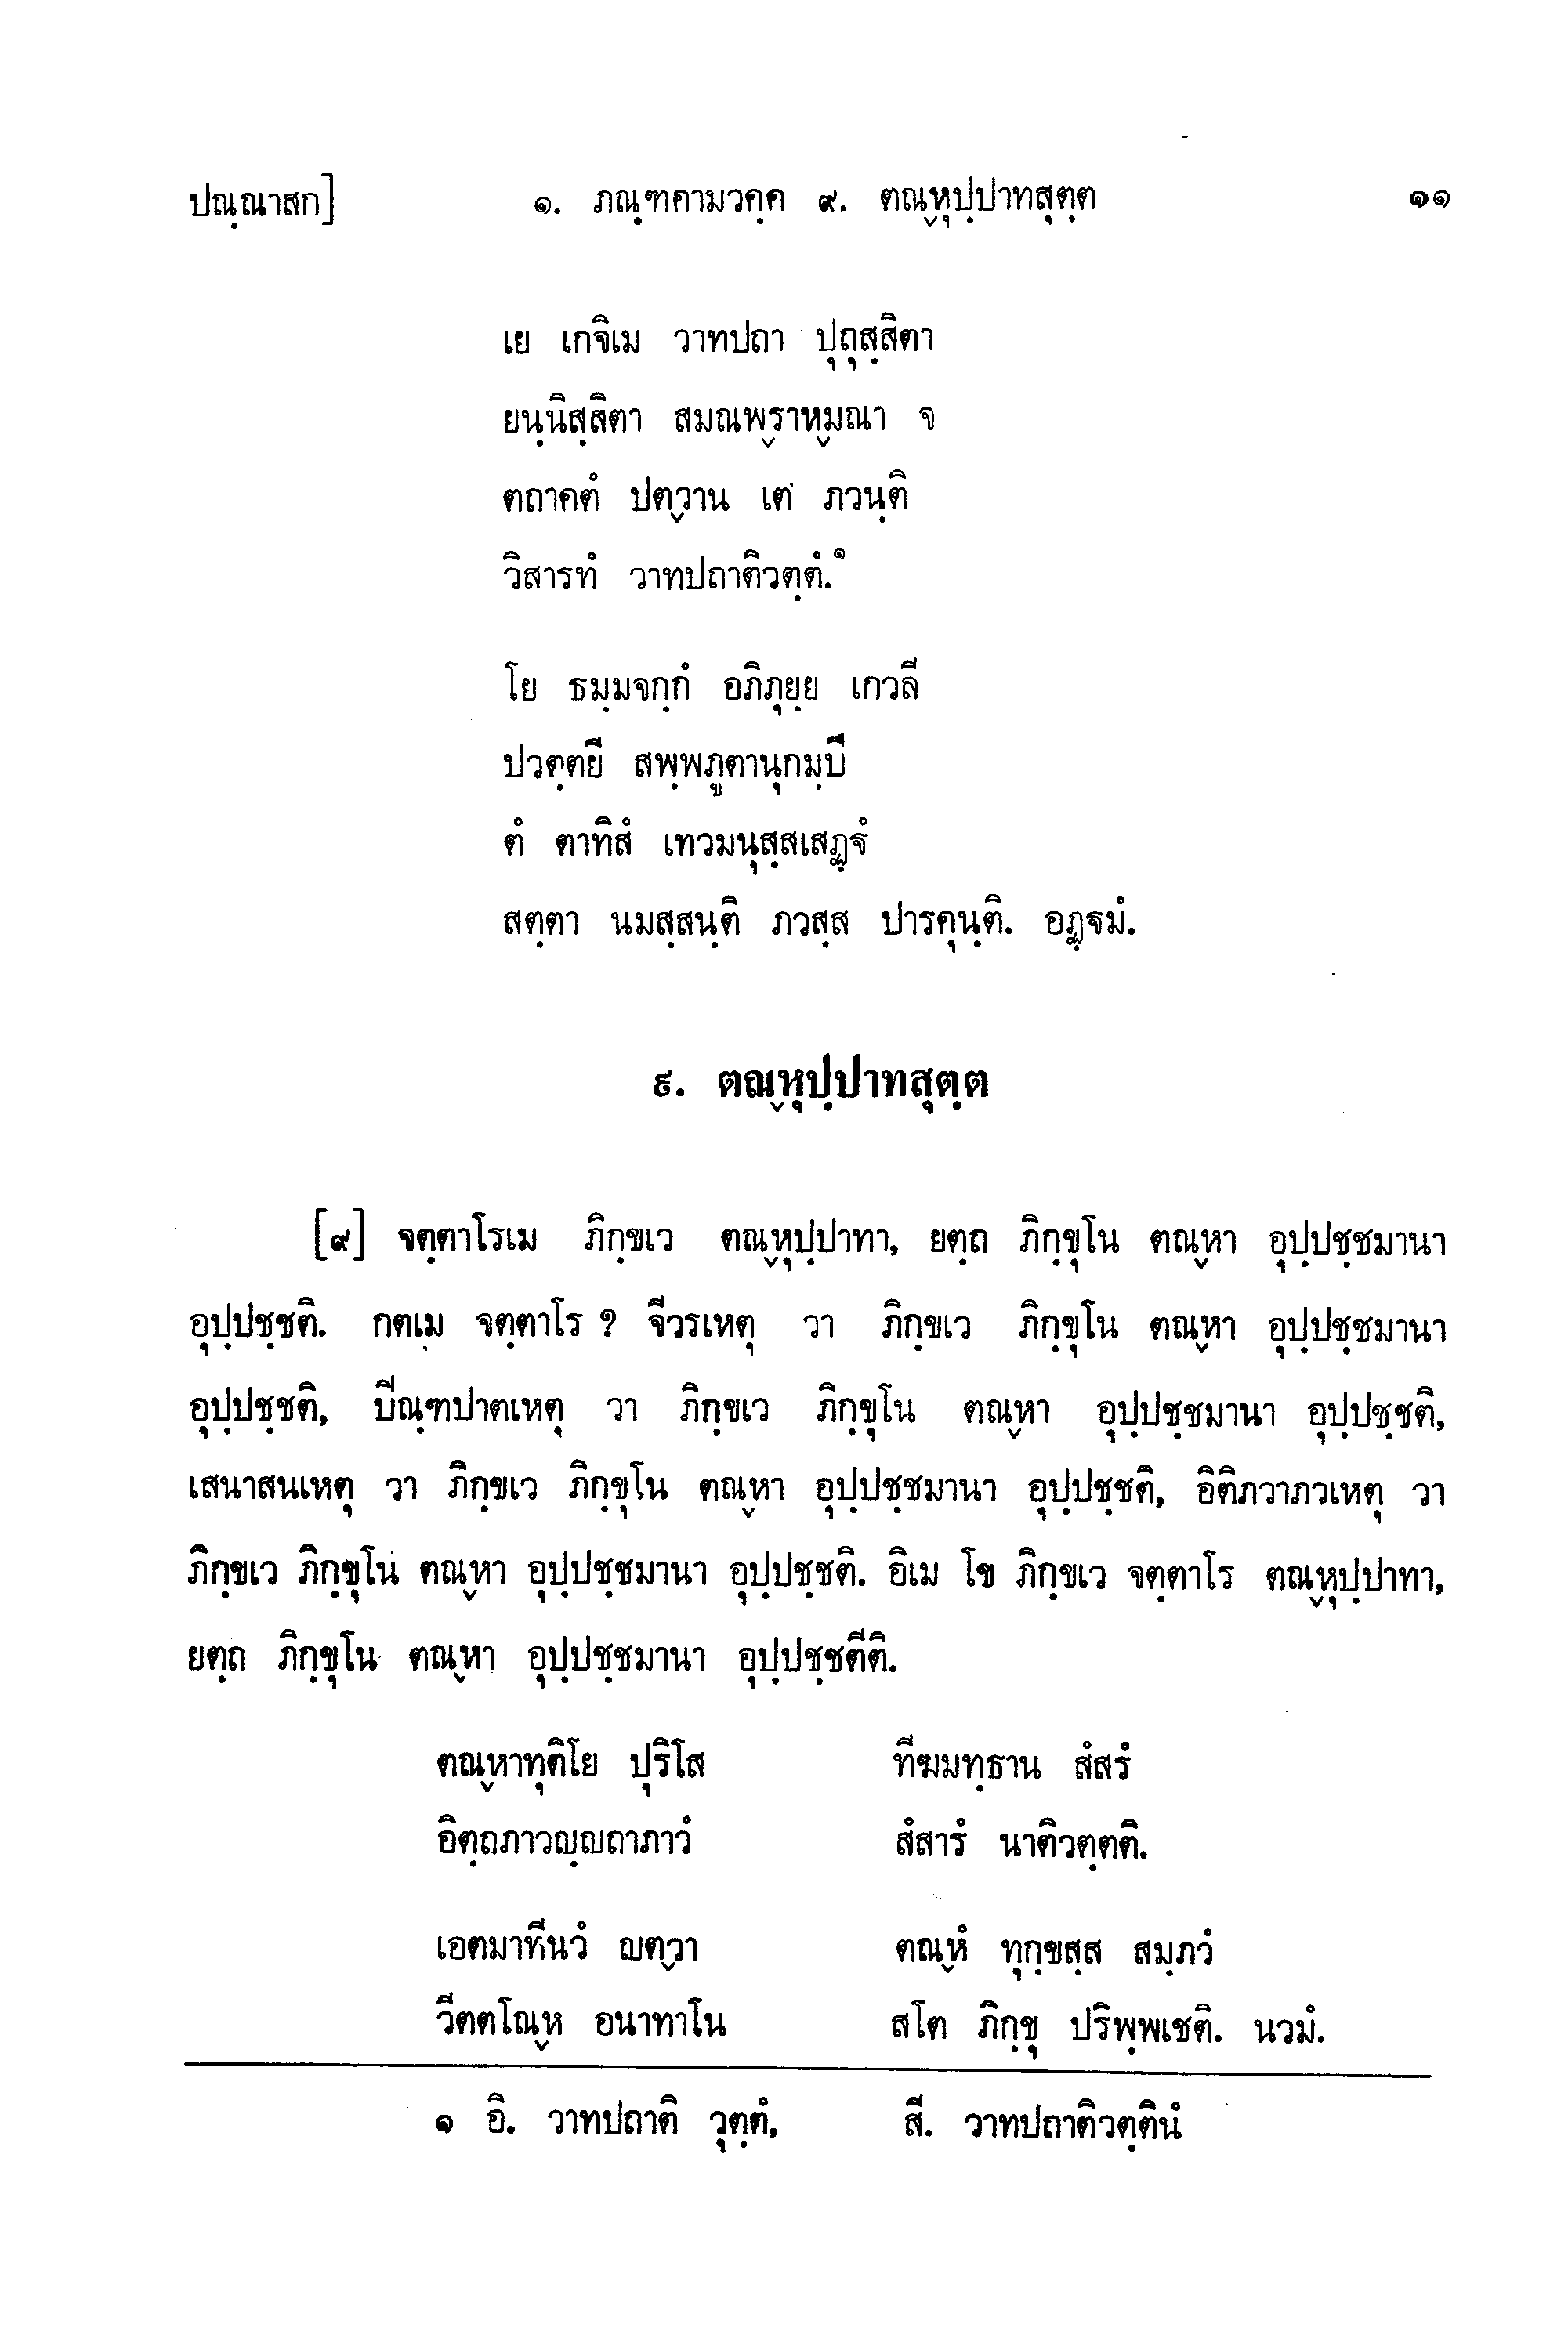 ปณฺณาสก] ๑. ภณฺฑคามวคฺค ๙. ตณฺหุปฺปาทสุตฺต ๑๑
เย เกจิเม วาทปถา ปุถุสฺสิตา
ยนฺนิสฺสิตา สมณพฺราหฺมณา จ
ตถาคตํ ปตฺวาน เต ภวนฺติ
วิสารทํ วาทปถาติวตฺตํ.๑
โย ธมฺมจกฺกํ อภิภุยฺย เกวลี
ปวตฺตยี สพฺพภูตานุกมฺปี
ตํ ตาทิสํ เทวมนุสฺสเสฏฺฐํ
สตฺตา นมสฺสนฺติ ภวสฺส ปารคุนฺติ. อฏฺฐมํ.
๙. ตณฺหุปฺปาทสุตฺต
[๙] จตฺตาโรเม ภิกฺขเว ตณฺหุปฺปาทา, ยตฺถ ภิกฺขุโน ตณฺหา อุปฺปชฺชมานา
อุปฺปชฺชติ. กตเม จตฺตาโร ? จีวรเหตุ วา ภิกฺขเว ภิกฺขุโน ตณฺหา อุปฺปชฺชมานา
อุปฺปชฺชติ, ปิณฺฑปาตเหตุ วา ภิกฺขเว ภิกฺขุโน ตณฺหา อุปฺปชฺชมานา อุปฺปชฺชติ,
เสนาสนเหตุ วา ภิกฺขเว ภิกฺขุโน ตณฺหา อุปฺปชฺชมานา อุปฺปชฺชติ, อิติภวาภวเหตุ วา
ภิกฺขเว ภิกฺขุโน ตณฺหา อุปฺปชฺชมานา อุปฺปชฺชติ. อิเม โข ภิกฺขเว จตฺตาโร ตณฺหุปฺปาทา,
ยตฺถ ภิกฺขุโน ตณฺหา อุปฺปชฺชมานา อุปฺปชฺชตีติ.
ตณฺหาทุติโย ปุริโส ทีฆมทฺธาน สํสรํ
อิตฺถภาวญฺญถาภาวํ สํสารํ นาติวตฺตติ.
เอตมาทีนวํ ญตฺวา ตณฺหํ ทุกฺขสฺส สมฺภวํ
วีตตโณฺห อนาทาโน สโต ภิกฺขุ ปริพฺพเชติ. นวมํ.
๑ อิ. วาทปถาติ วุตฺตํ, สี. วาทปถาติวตฺตินํ